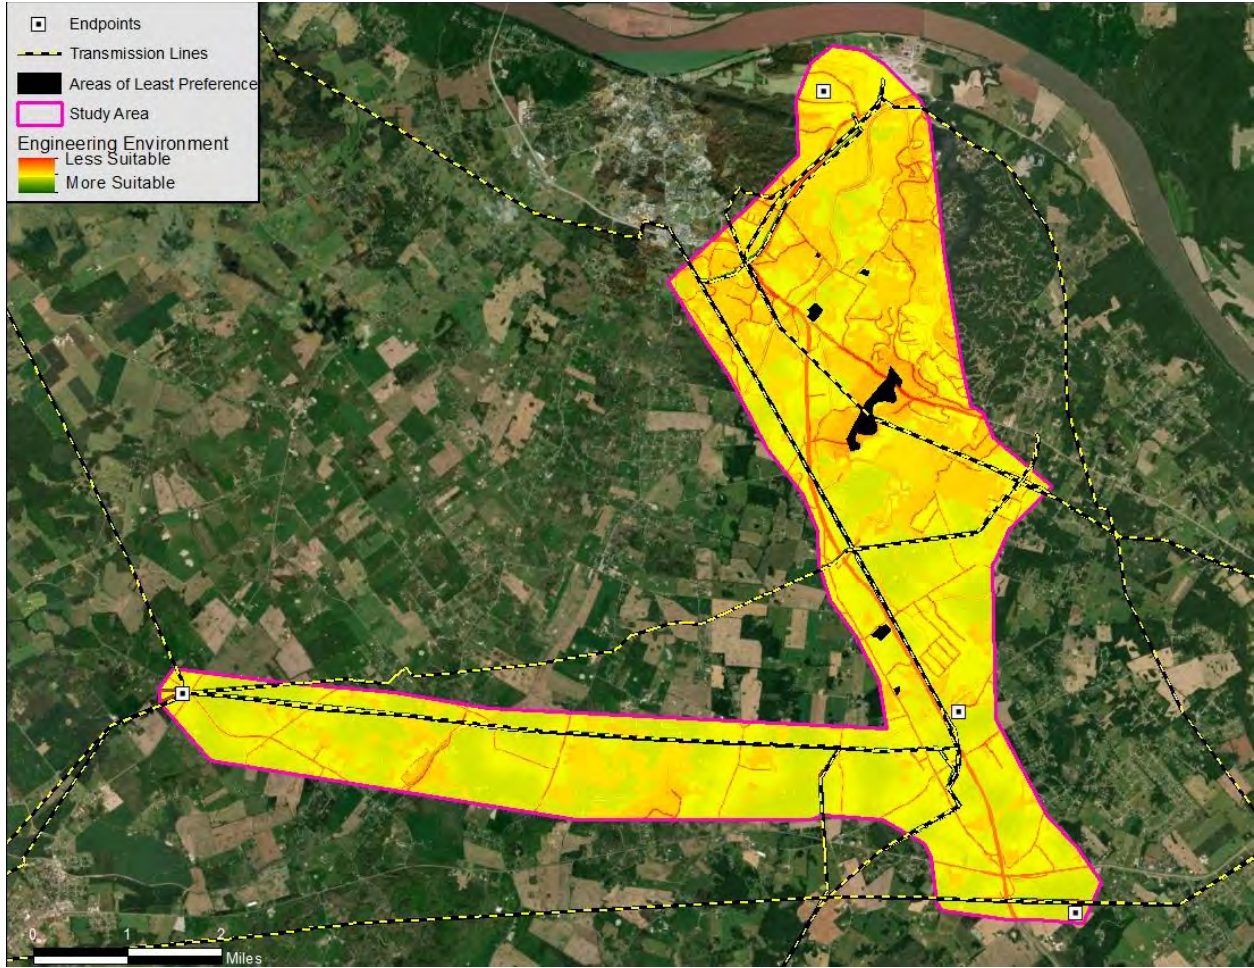 Endpoints
Transmission Lines
Areas of Least Preference
Study Area
Engineering Environment
Less Suitable
More Suitable
0 1 2
Miles